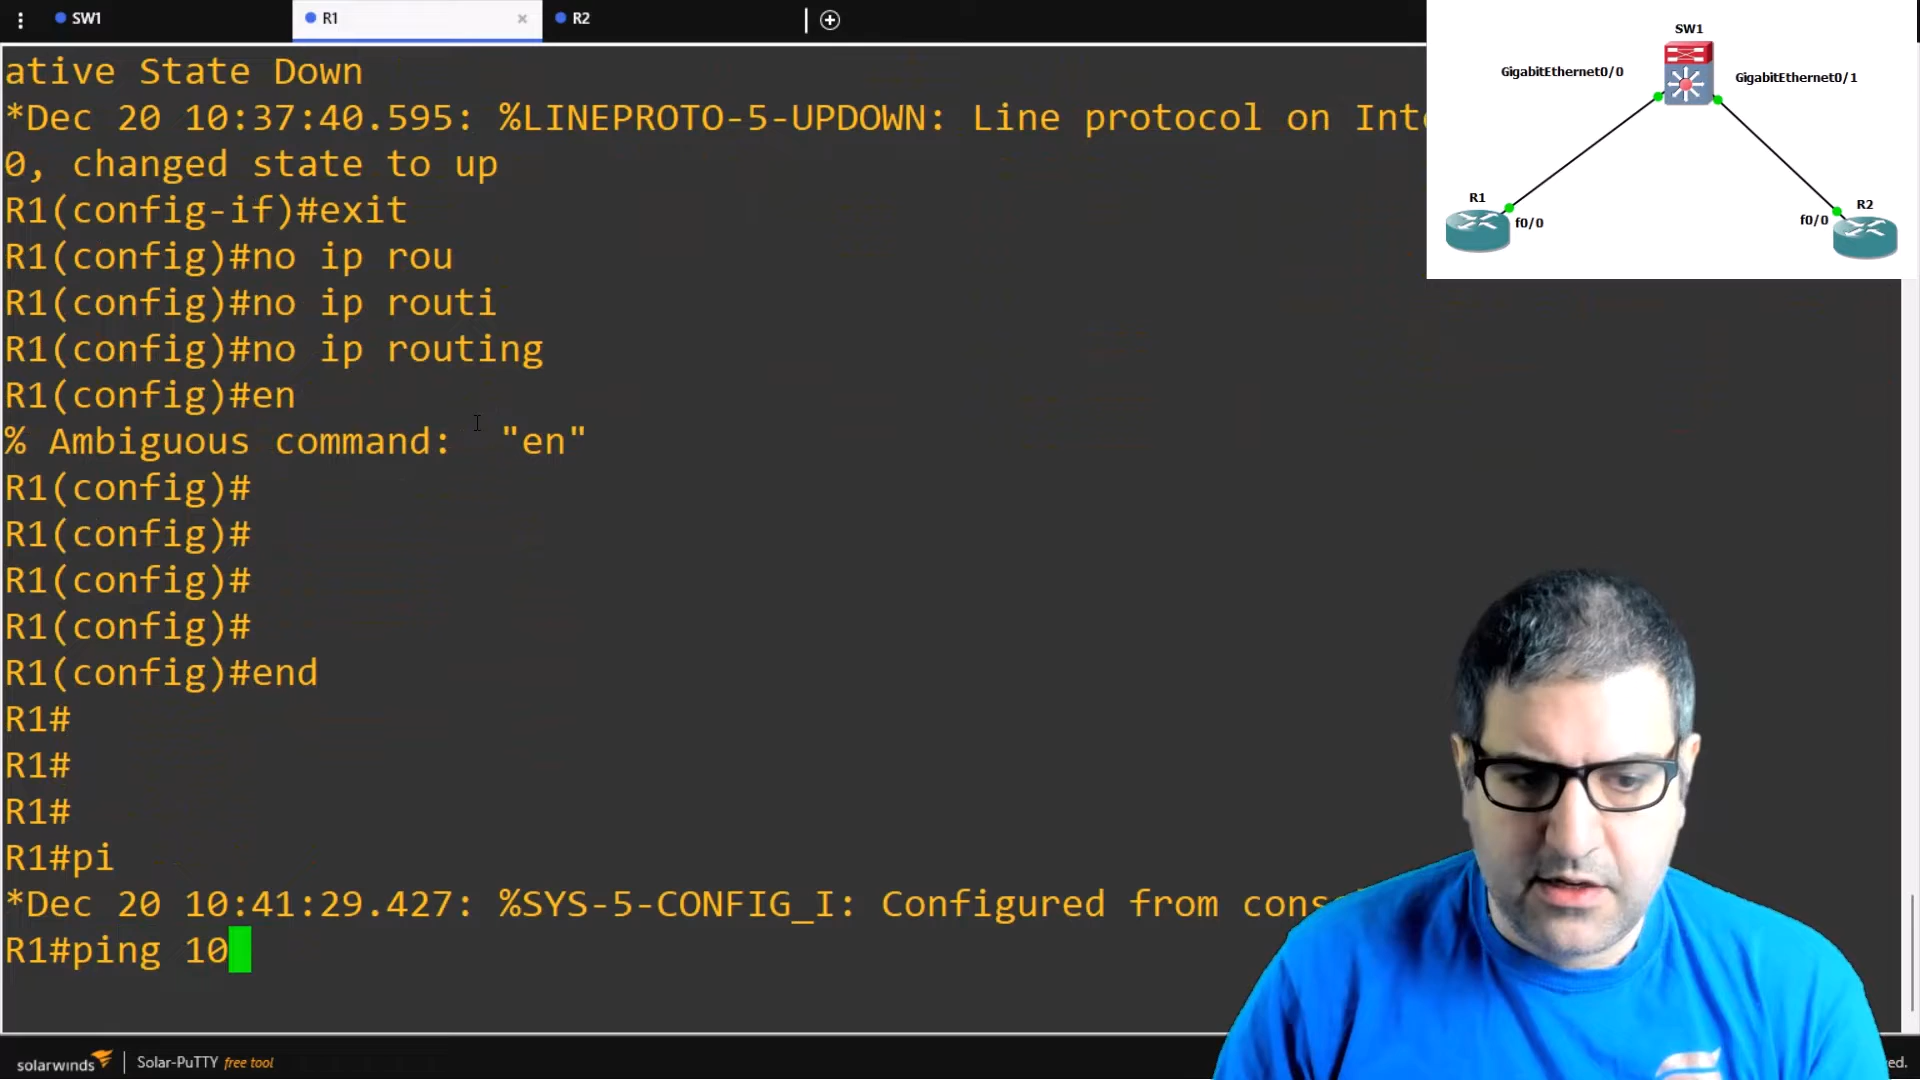 SW1
R1
R2
ative State Down
*Dec 20 10:37:40.595: %LINEPROTO-5-UPDOWN: Line protocol on Int
0, changed state to up
R1(config-if)#exit
R1(config)#no ip rou
R1(config)#no ip routi
R1(config)#no ip routing
R1(config)#en
% Ambiguous command:  "en"
R1(config)#
R1(config)#
R1(config)#
R1(config)#
R1(config)#end
R1#
R1#
R1#
R1#pi
*Dec 20 10:41:29.427: %SYS-5-CONFIG_I: Configured from cons
R1#ping 10
SW1
GigabitEthernet0/0
GigabitEthernet0/1
R1
f0/0
f0/0
R2
solarwinds
Solar-PuTTY free tool